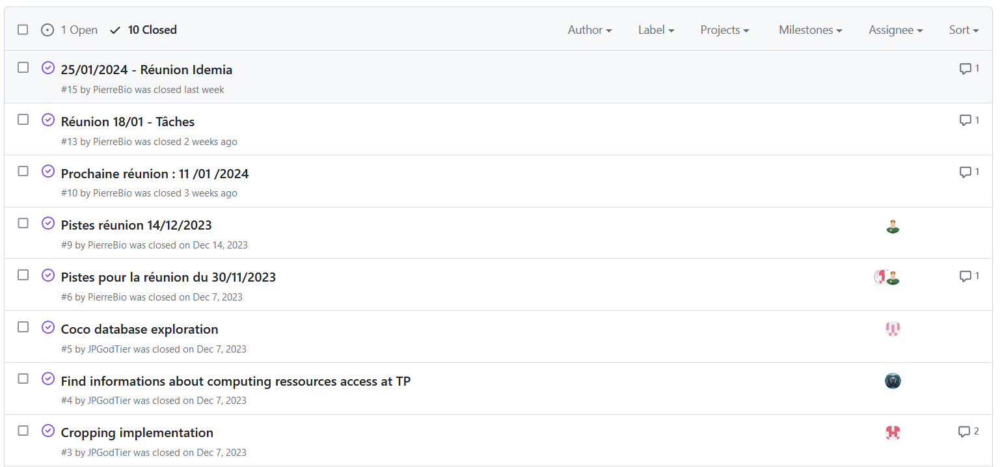 1 Open 10 Closed Author Label Projects Milestones Assignee Sort
25/01/2024 - Réunion Idemia 1
#15 by PierreBio was closed last week
Réunion 18/01 - Tâches 1
#13 by PierreBio was closed 2 weeks ago
Prochaine réunion : 11 /01 /2024 1
#10 by PierreBio was closed 3 weeks ago
Pistes réunion 14/12/2023
#9 by PierreBio was closed on Dec 14, 2023
Pistes pour la réunion du 30/11/2023 1
#6 by PierreBio was closed on Dec 7, 2023
Coco database exploration
#5 by JPGodTier was closed on Dec 7, 2023
Find informations about computing ressources access at TP
#4 by JPGodTier was closed on Dec 7, 2023
Cropping implementation 2
#3 by JPGodTier was closed on Dec 7, 2023